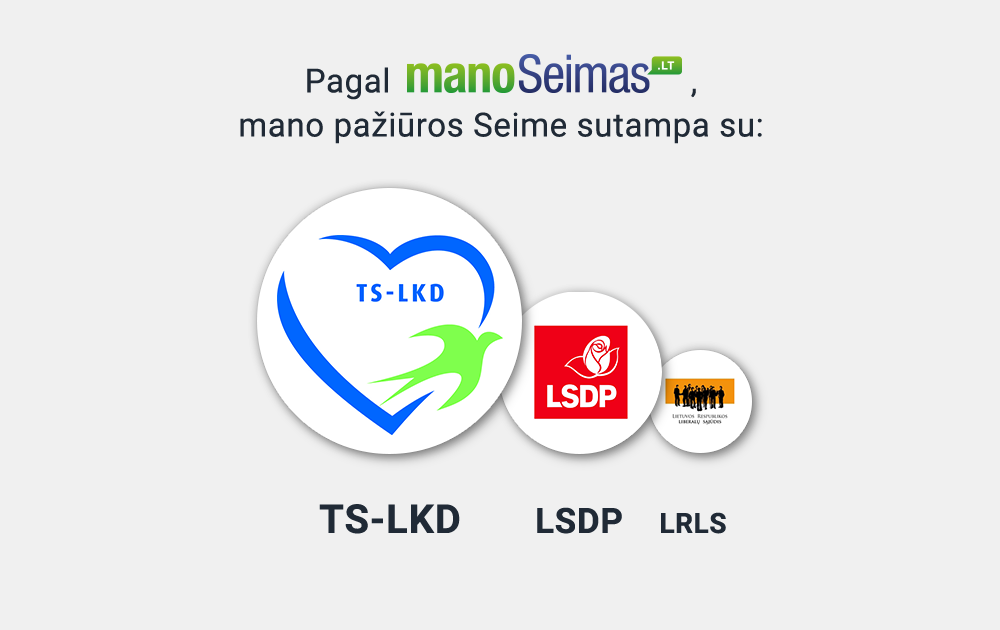 Pagal manoSeimas.LT ,
mano pažiūros Seime sutampa su:
TS-LKD
LSDP
LIETUVOS RESPUBLIKOS
LIBERALŲ SĄJŪDIS
TS-LKD LSDP LRLS